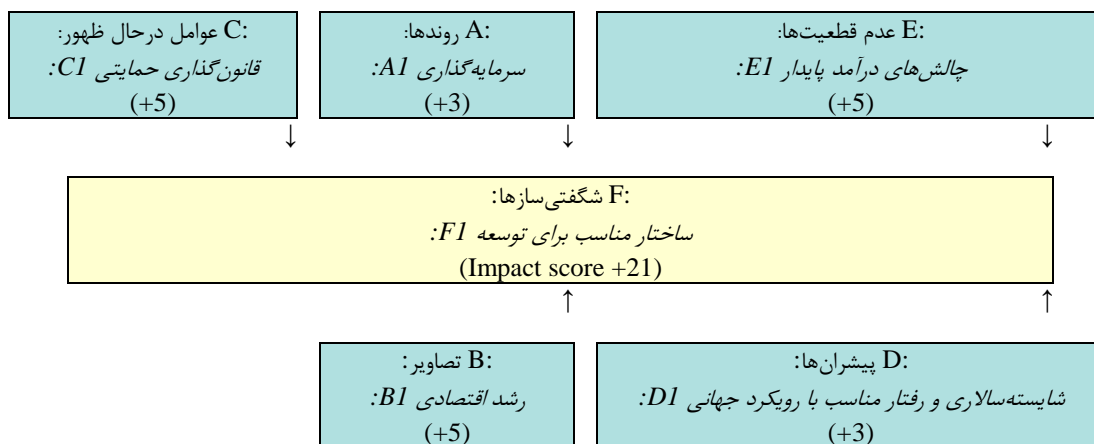 C: عوامل درحال ظهور:
قانون‌گذاری حمایتی C1:
(+5)
A: روندها:
سرمایه‌گذاری A1:
(+3)
E: عدم قطعیت‌ها:
چالش‌های درآمد پایدار E1:
(+5)
↓
↓
↓
F: شگفتی‌سازها:
ساختار مناسب برای توسعه F1:
(Impact score +21)
↑
↑
B: تصاویر:
رشد اقتصادی B1:
(+5)
D: پیشران‌ها:
شایسته‌سالاری و رفتار مناسب با رویکرد جهانی D1:
(+3)